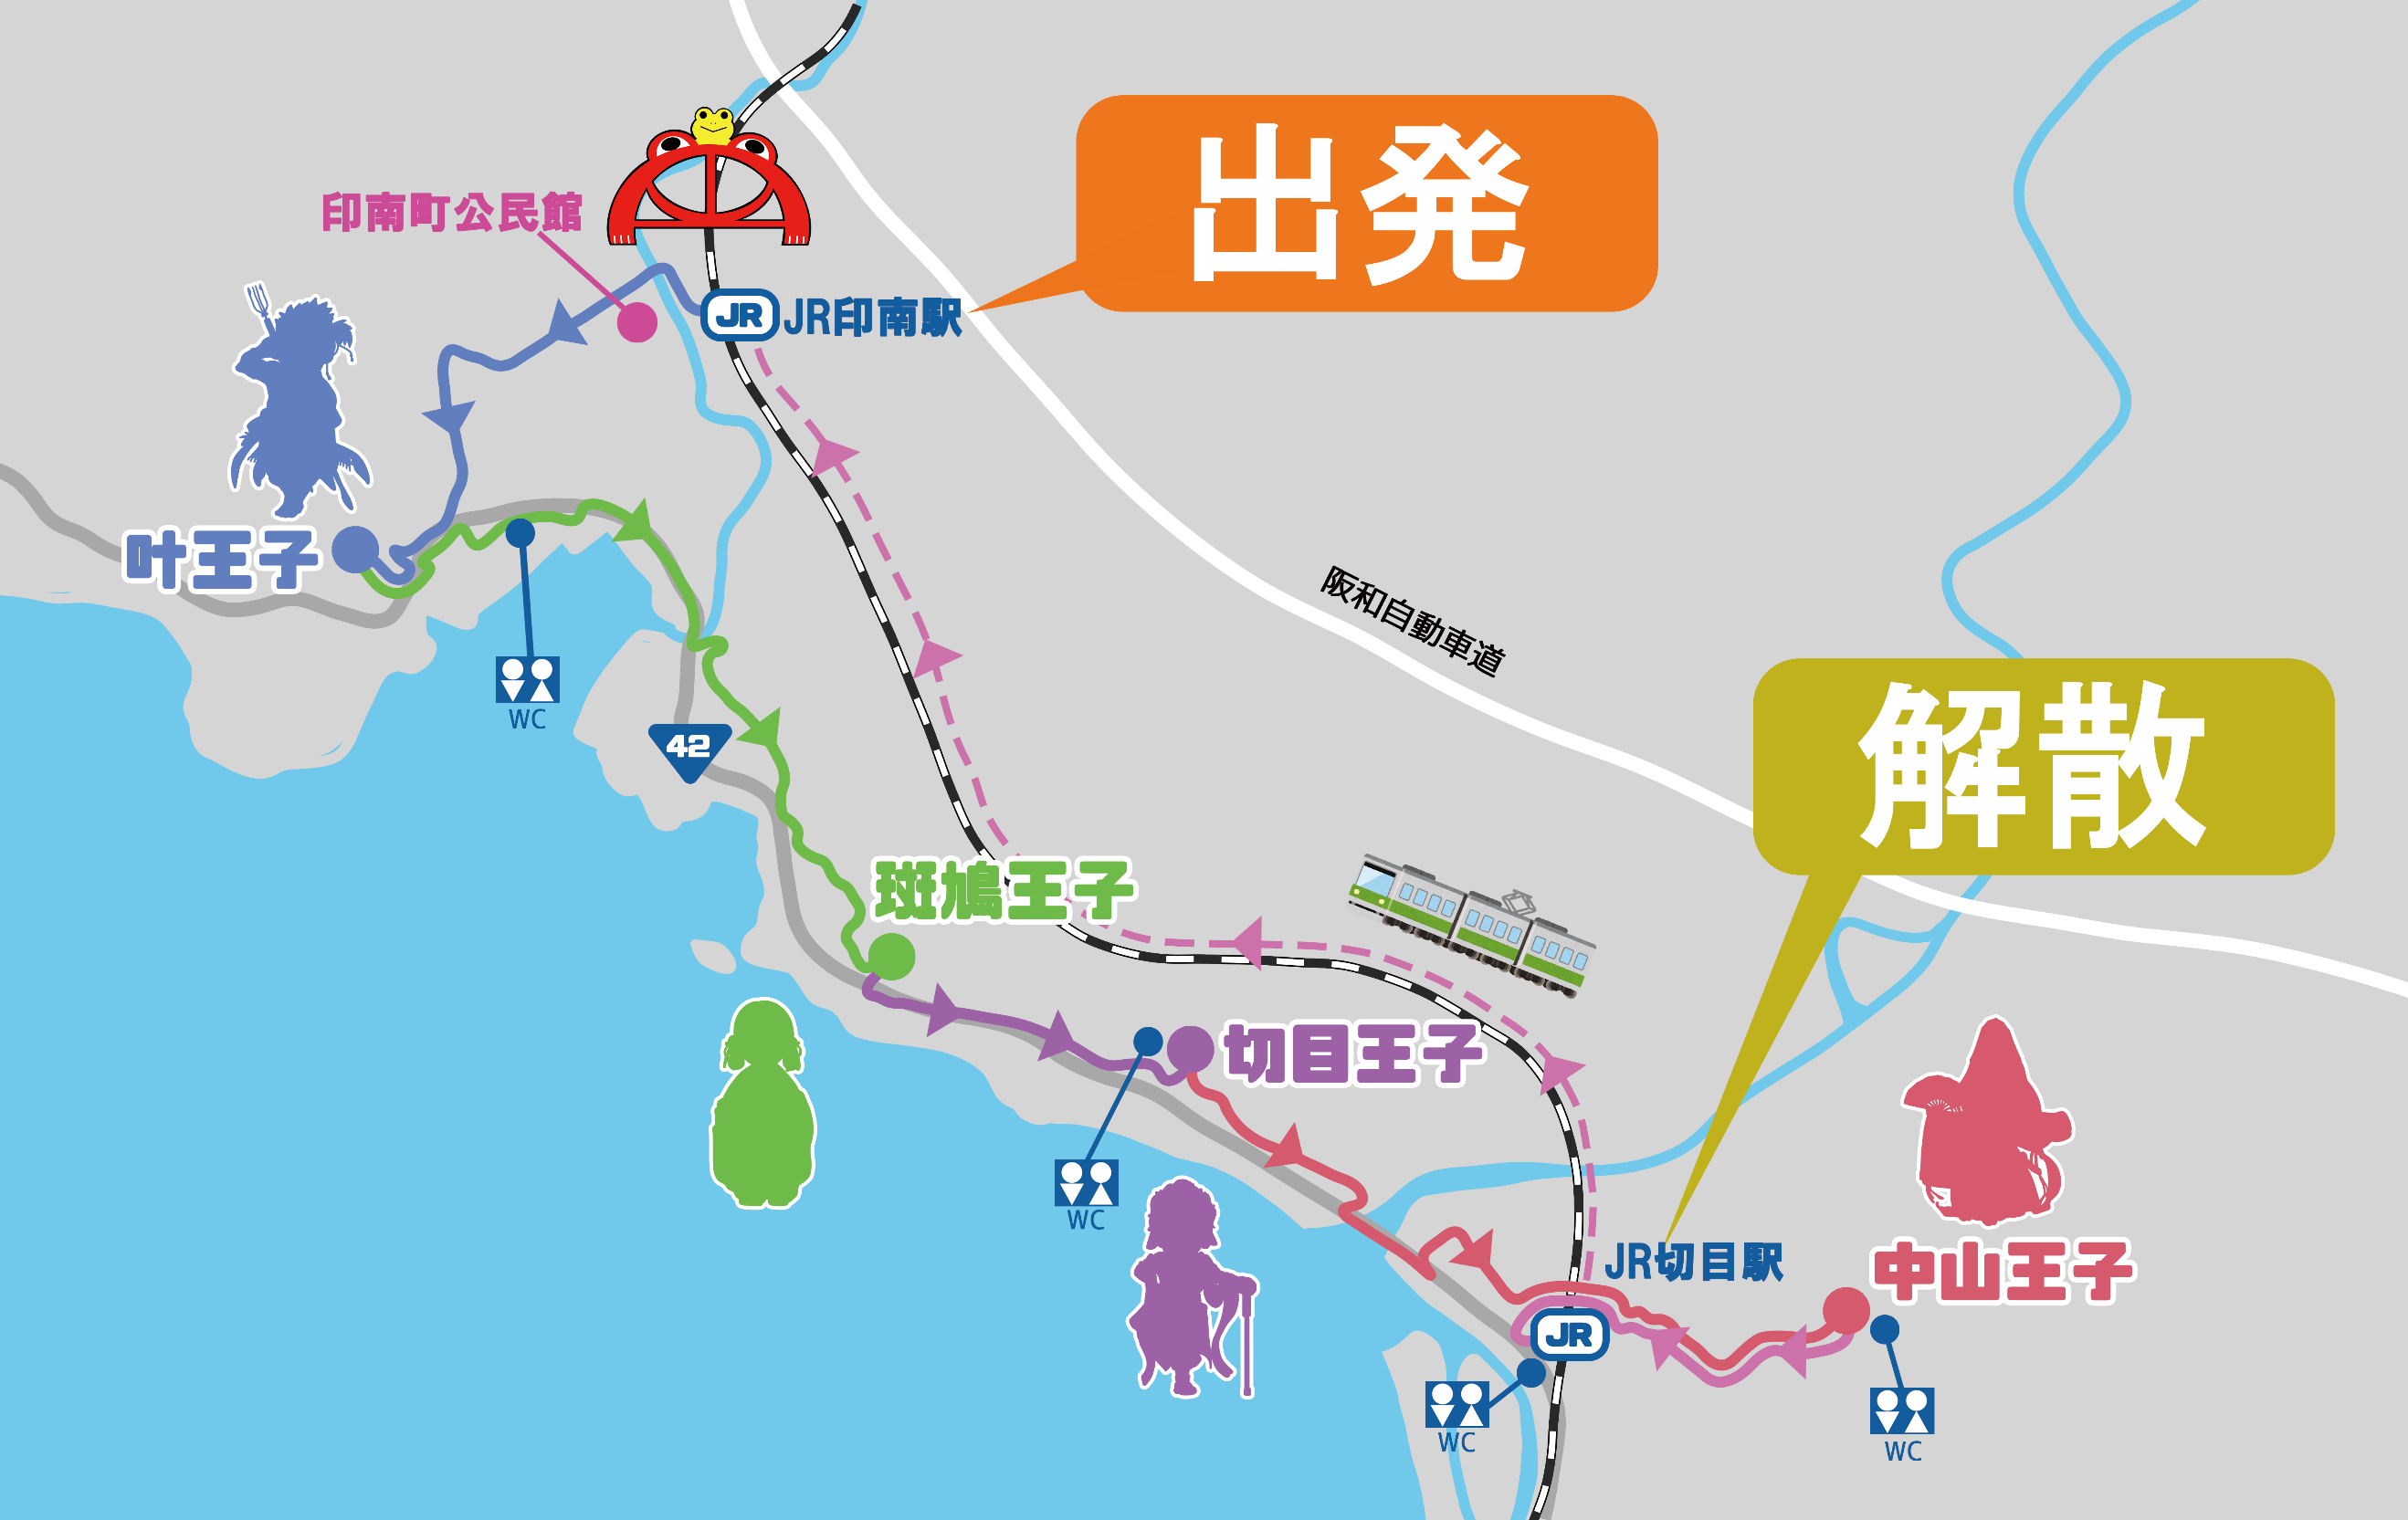 出発
印南町公民館
JR
JR印南駅
叶王子
阪和自動車道
WC
42
解散
斑鳩王子
切目王子
WC
JR切目駅
中山王子
JR
WC
WC